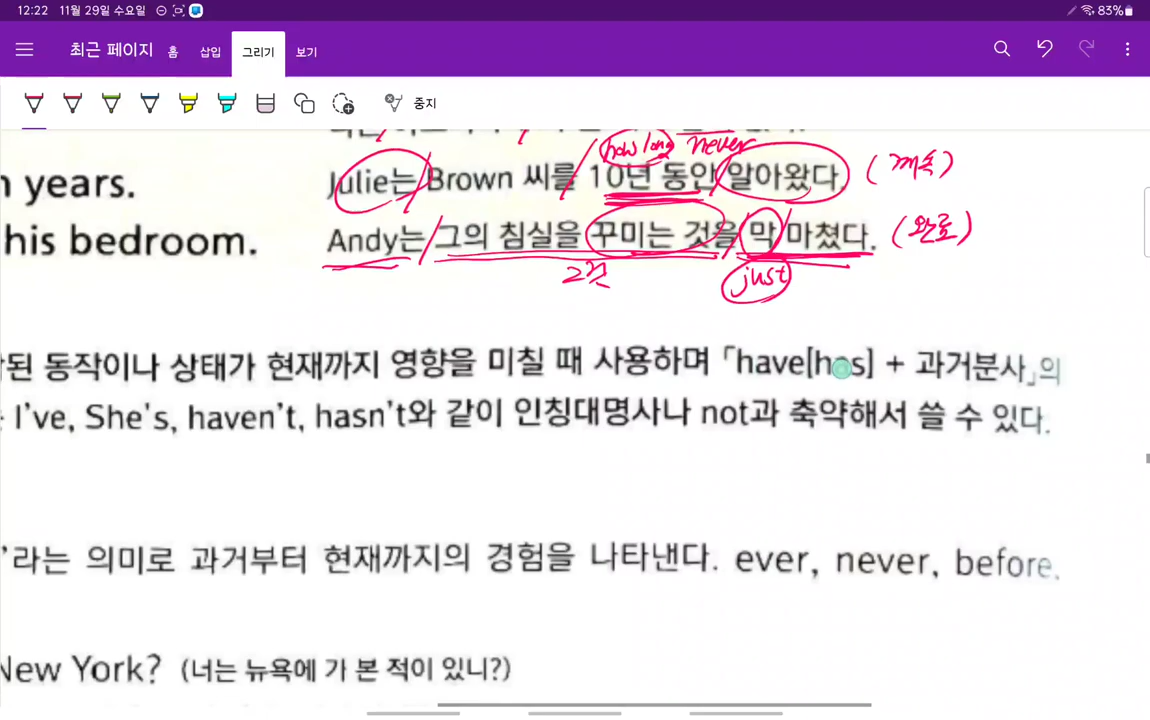 12:22 11월 29일 수요일 83%
최근 페이지 홈 삽입 그리기 보기
중지
how long never
Julie는 Brown 씨를 10년 동안 알아왔다. (계속)
n years.
Andy는 그의 침실을 꾸미는 것을 막 마쳤다. (완료)
his bedroom.
just
된 동작이나 상태가 현재까지 영향을 미칠 때 사용하며 「have[has] + 과거분사」의
I've, She's, haven't, hasn't와 같이 인칭대명사나 not과 축약해서 쓸 수 있다.
'라는 의미로 과거부터 현재까지의 경험을 나타낸다. ever, never, before,
New York? (너는 뉴욕에 가 본 적이 있니?)